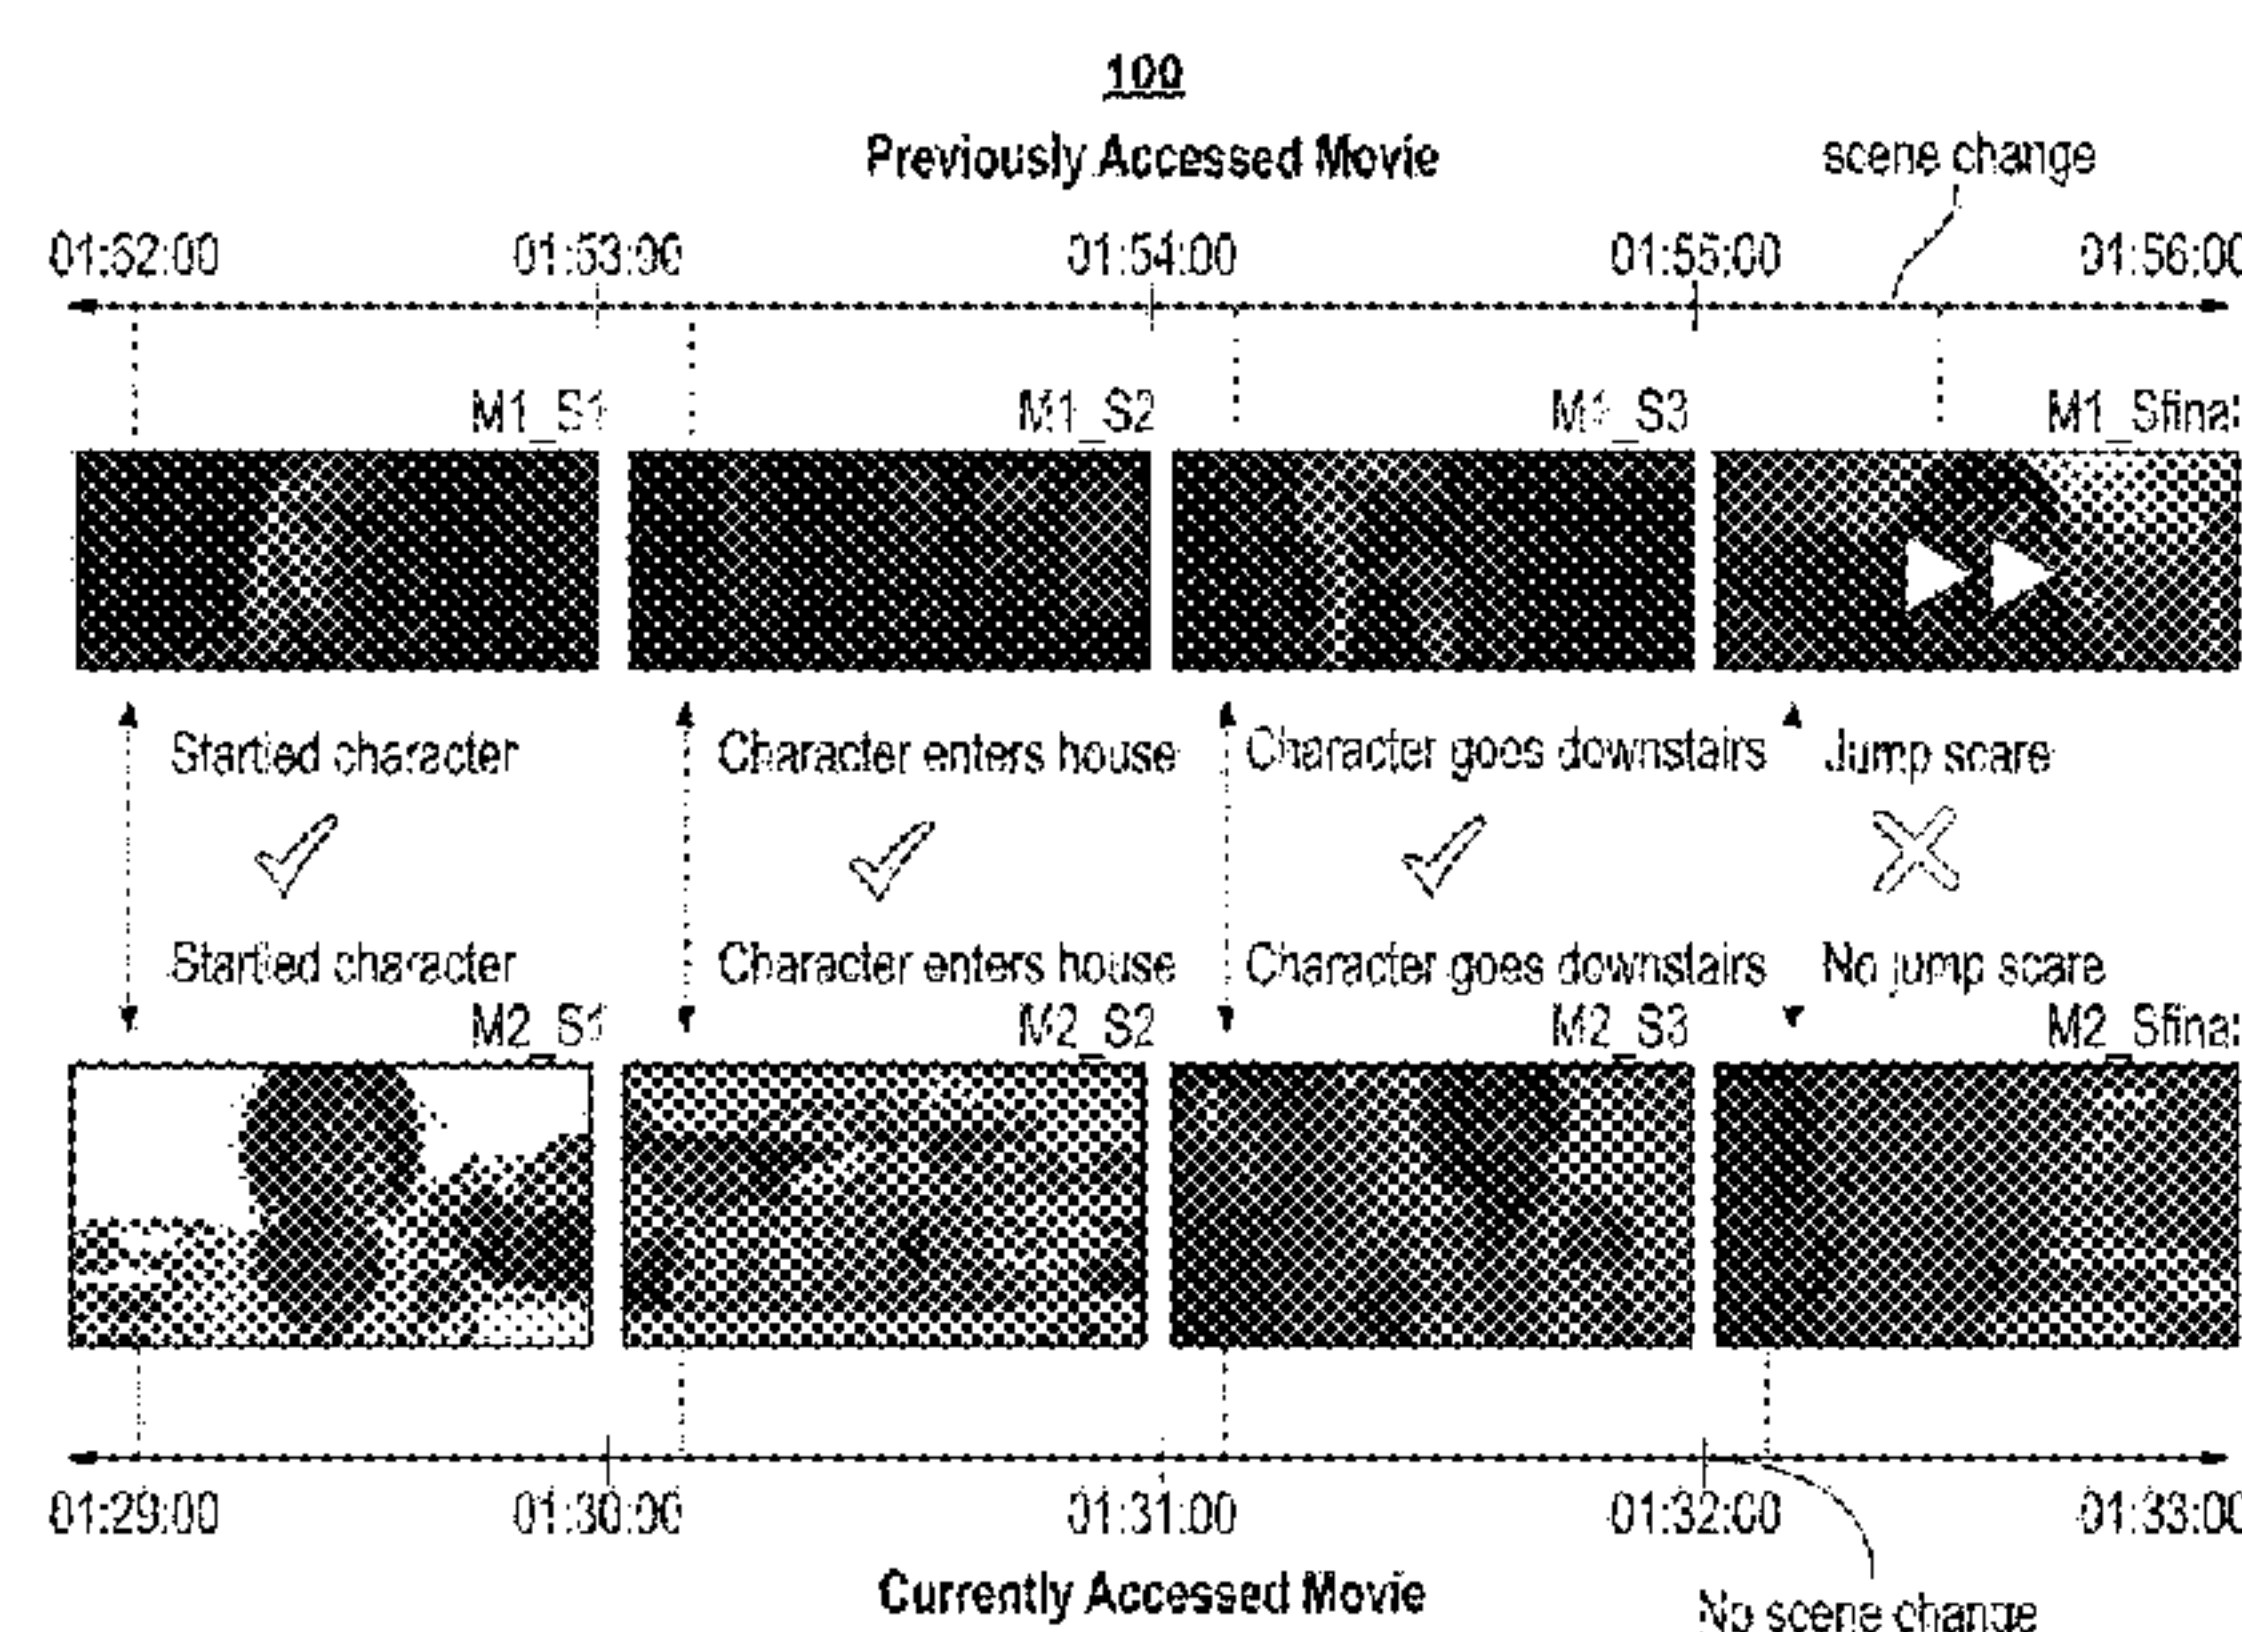 100
Previously Accessed Movie
scene change
01:52:00 01:53:00 01:54:00 01:55:00 01:56:00
M1_S1 M1_S2 M1_S3 M1_Sfinal
Startled character Character enters house Character goes downstairs Jump scare
Startled character Character enters house Character goes downstairs No jump scare
M2_S1 M2_S2 M2_S3 M2_Sfinal
01:29:00 01:30:00 01:31:00 01:32:00 01:33:00
Currently Accessed Movie
No scene change